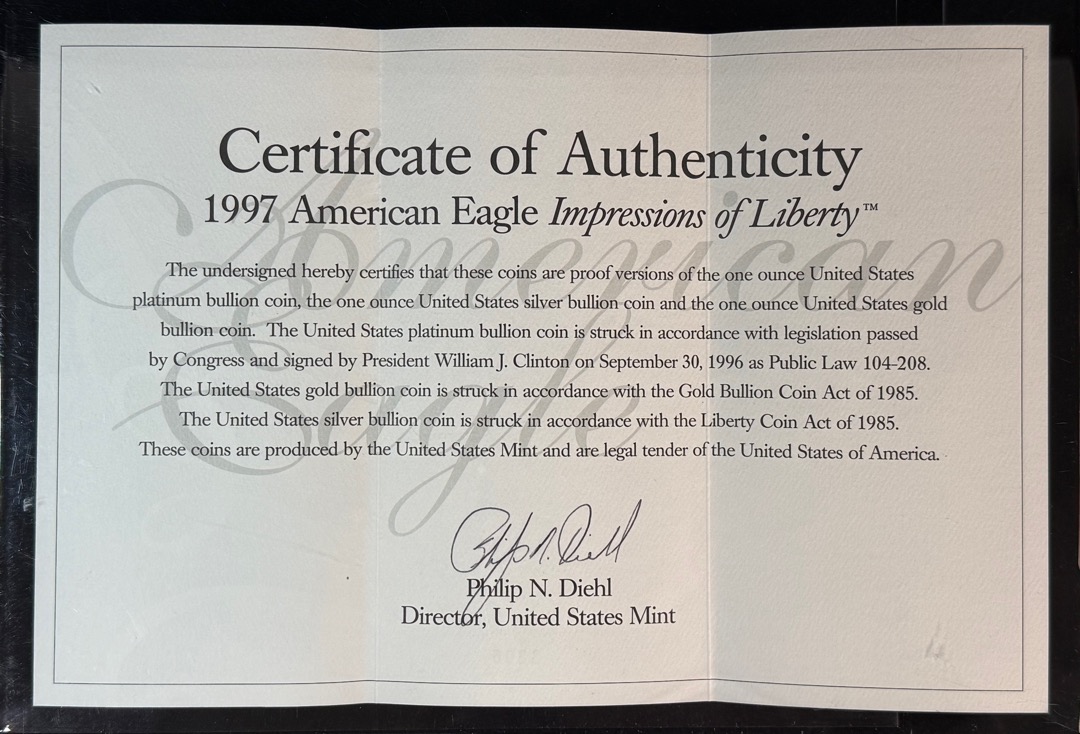 American Eagle
Certificate of Authenticity
1997 American Eagle Impressions of Liberty™
The undersigned hereby certifies that these coins are proof versions of the one ounce United States
platinum bullion coin, the one ounce United States silver bullion coin and the one ounce United States gold
bullion coin. The United States platinum bullion coin is struck in accordance with legislation passed
by Congress and signed by President William J. Clinton on September 30, 1996 as Public Law 104-208.
The United States gold bullion coin is struck in accordance with the Gold Bullion Coin Act of 1985.
The United States silver bullion coin is struck in accordance with the Liberty Coin Act of 1985.
These coins are produced by the United States Mint and are legal tender of the United States of America.
Philip N. Diehl
Philip N. Diehl
Director, United States Mint